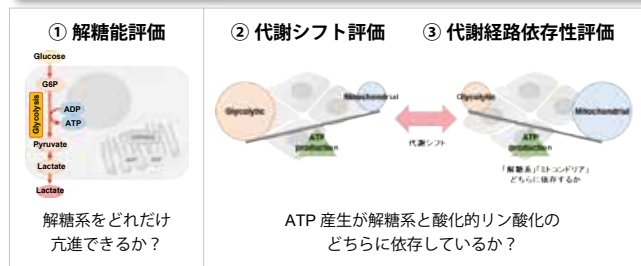 ① 解糖能評価
Glucose
G6P
Glycolysis
ADP
ATP
Pyruvate
Lactate
Lactate
解糖系をどれだけ
亢進できるか？
② 代謝シフト評価
③ 代謝経路依存性評価
Glycolytic
Mitochondrial
ATP
production
代謝シフト
Glycolytic
Mitochondrial
ATP
production
「解糖系」「ミトコンドリア」
どちらに依存するか
ATP 産生が解糖系と酸化的リン酸化の
どちらに依存しているか？